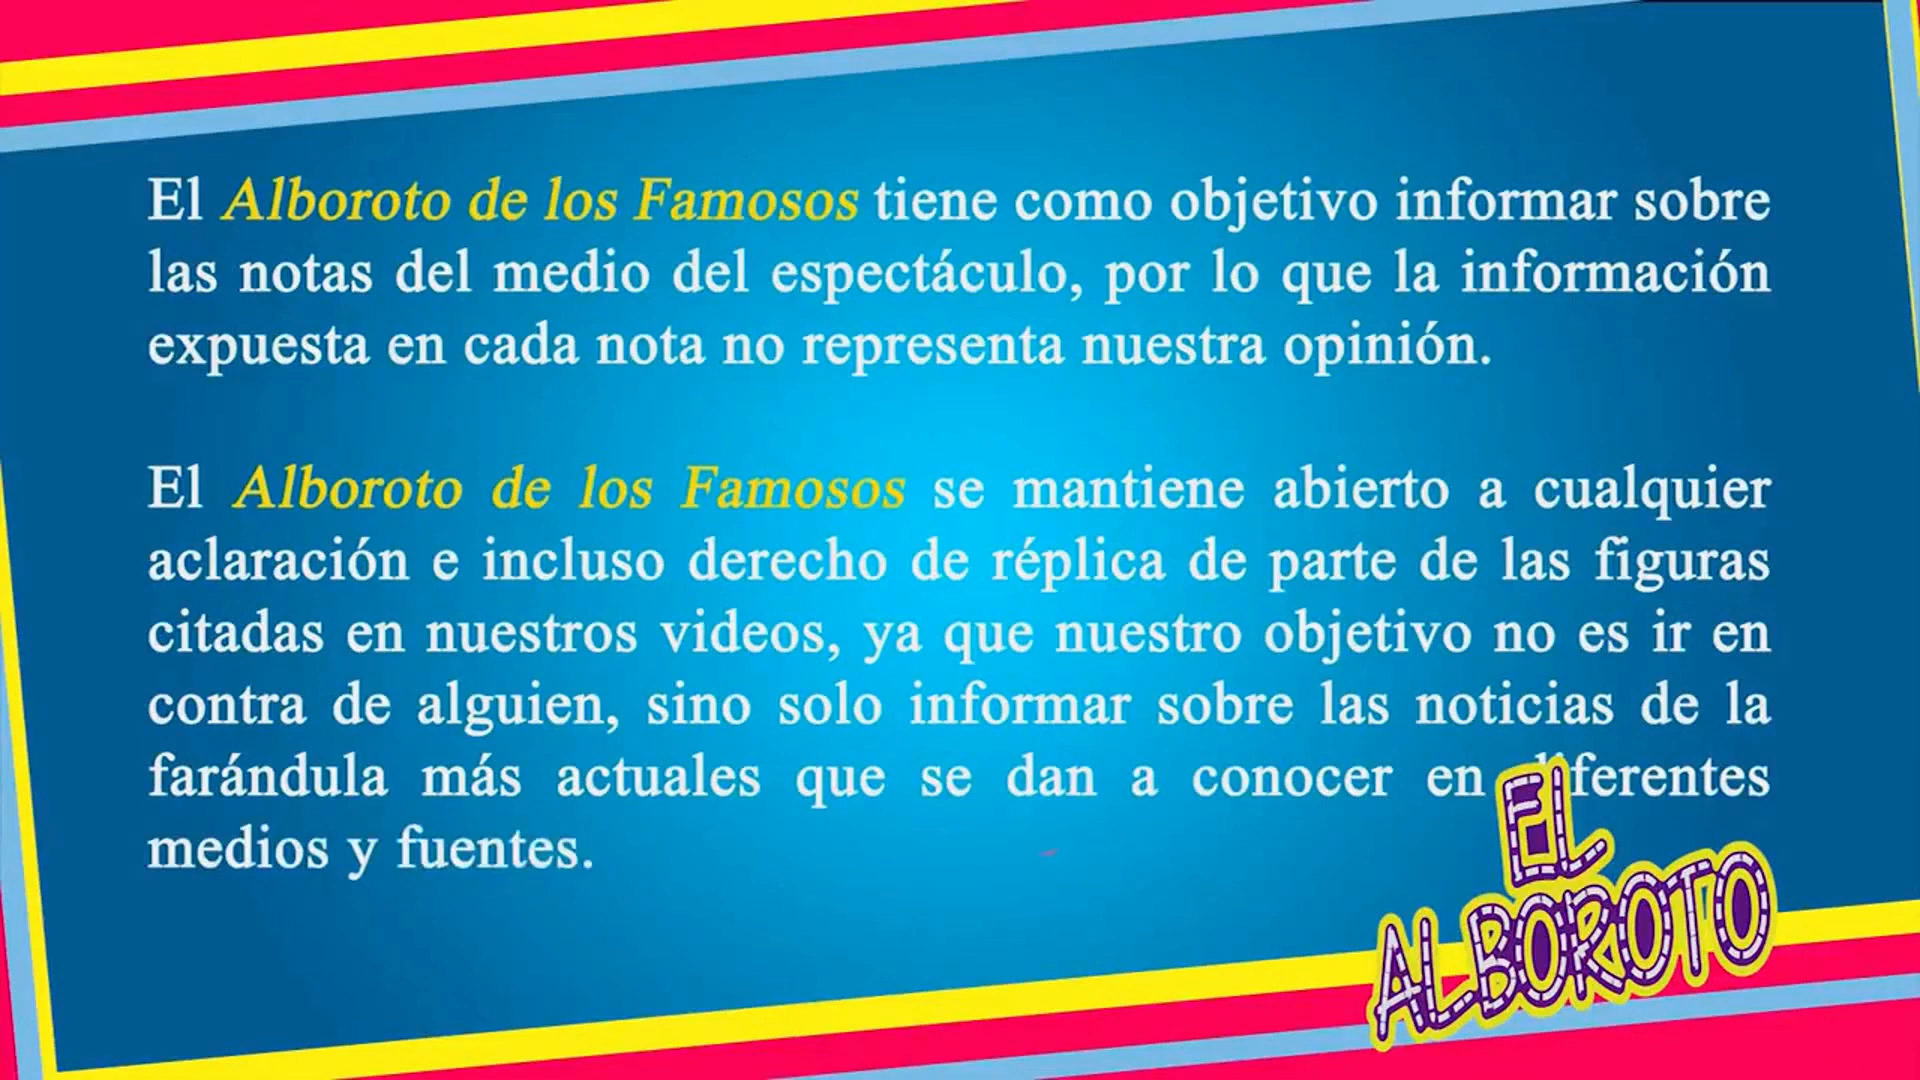 El Alboroto de los Famosos tiene como objetivo informar sobre
las notas del medio del espectáculo, por lo que la información
expuesta en cada nota no representa nuestra opinión.
El Alboroto de los Famosos se mantiene abierto a cualquier
aclaración e incluso derecho de réplica de parte de las figuras
citadas en nuestros videos, ya que nuestro objetivo no es ir en
contra de alguien, sino solo informar sobre las noticias de la
farándula más actuales que se dan a conocer en diferentes
medios y fuentes.
EL
ALBOROTO